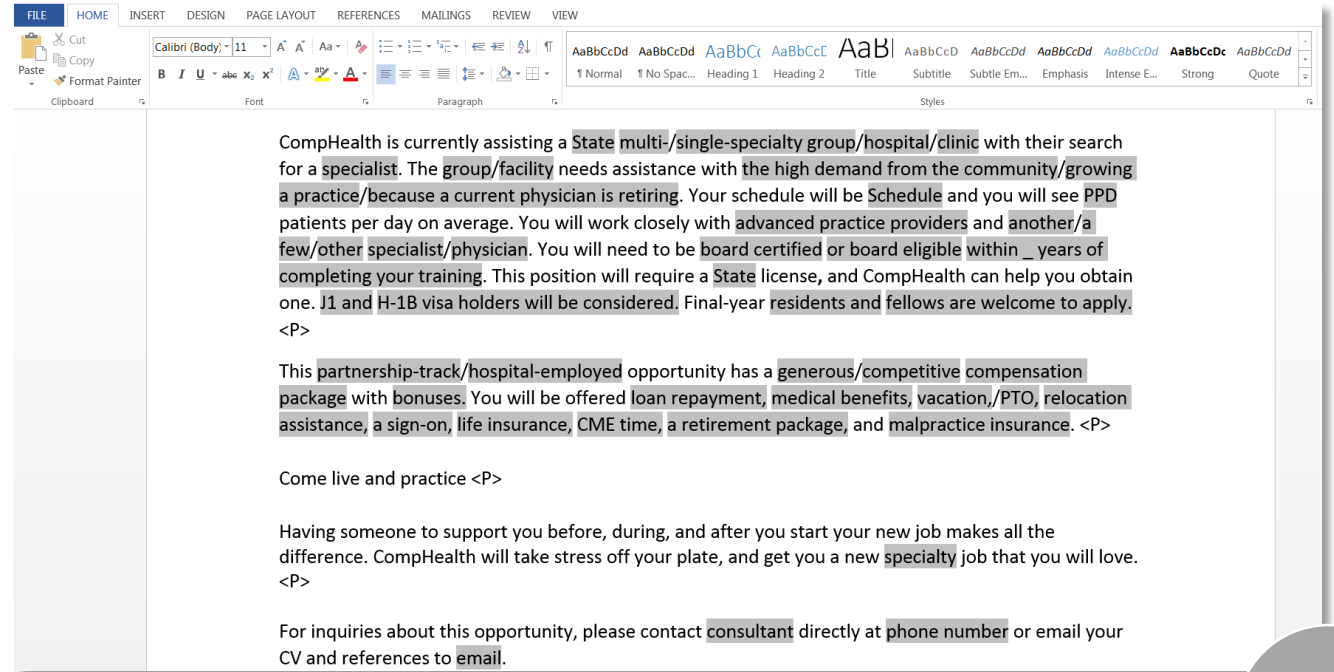 FILE HOME INSERT DESIGN PAGE LAYOUT REFERENCES MAILINGS REVIEW VIEW
Cut
Copy
Format Painter
Paste
Calibri (Body) 11 Aa
B I U abc X₂ X² A ab A
AaBbCcDd AaBbCcDd AaBbC AaBbCcE AaB AaBbCcD AaBbCcDd AaBbCcDd AaBbCcDd AaBbCcDc AaBbCcDd
¶ Normal ¶ No Spac... Heading 1 Heading 2 Title Subtitle Subtle Em... Emphasis Intense E... Strong Quote
Clipboard Font Paragraph Styles
CompHealth is currently assisting a State multi-/single-specialty group/hospital/clinic with their search
for a specialist. The group/facility needs assistance with the high demand from the community/growing
a practice/because a current physician is retiring. Your schedule will be Schedule and you will see PPD
patients per day on average. You will work closely with advanced practice providers and another/a
few/other specialist/physician. You will need to be board certified or board eligible within _ years of
completing your training. This position will require a State license, and CompHealth can help you obtain
one. J1 and H-1B visa holders will be considered. Final-year residents and fellows are welcome to apply.
<P>
This partnership-track/hospital-employed opportunity has a generous/competitive compensation
package with bonuses. You will be offered loan repayment, medical benefits, vacation,/PTO, relocation
assistance, a sign-on, life insurance, CME time, a retirement package, and malpractice insurance. <P>
Come live and practice <P>
Having someone to support you before, during, and after you start your new job makes all the
difference. CompHealth will take stress off your plate, and get you a new specialty job that you will love.
<P>
For inquiries about this opportunity, please contact consultant directly at phone number or email your
CV and references to email.